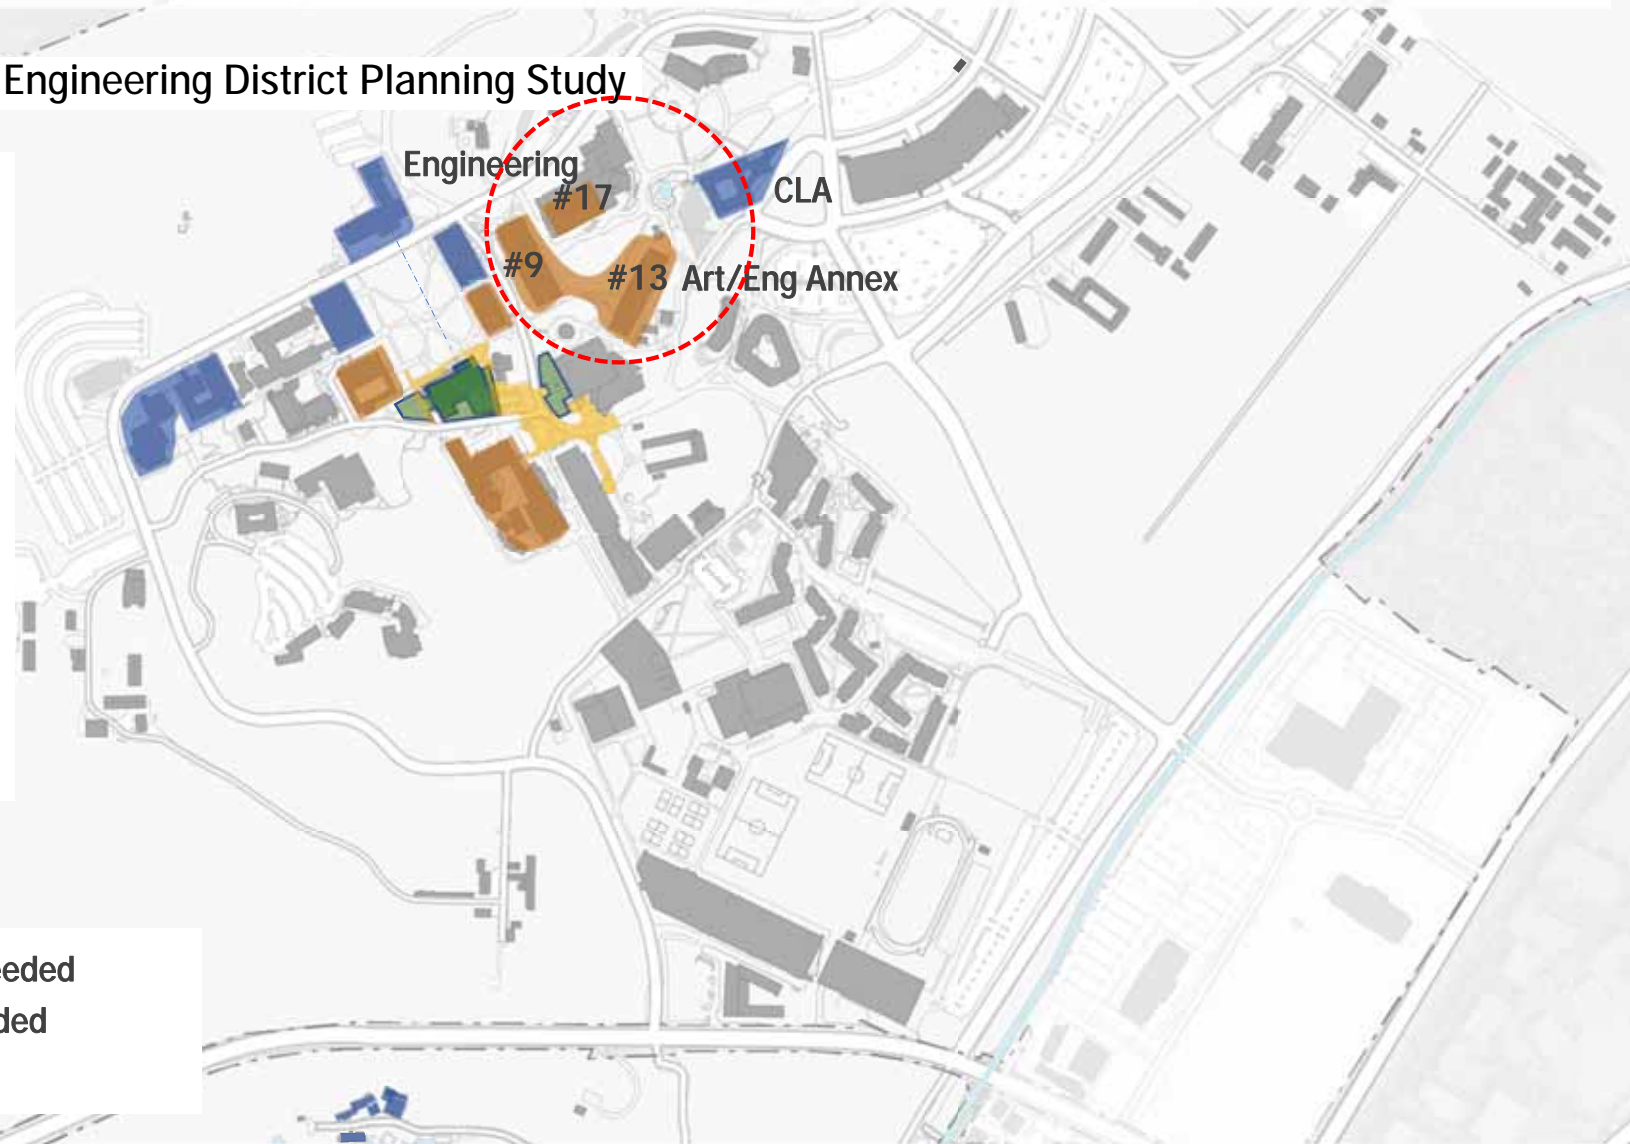 Engineering District Planning Study
Engineering
#17
CLA
#9
#13 Art/Eng Annex
eeded
ded